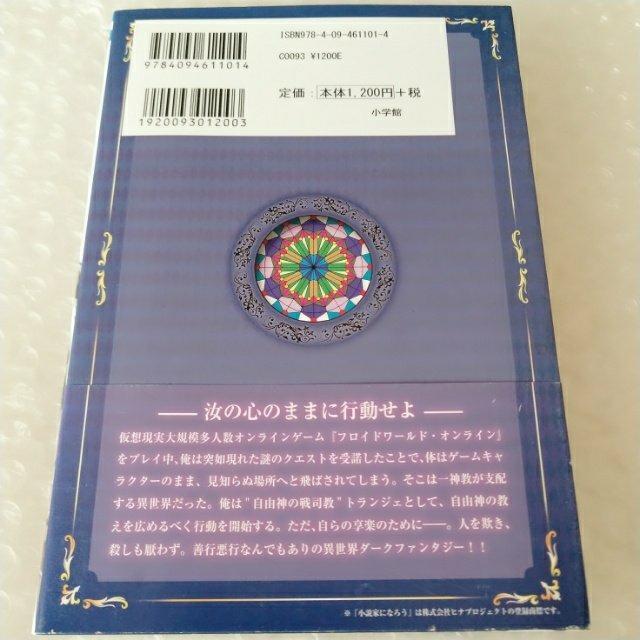 ISBN978-4-09-461101-4
9784094611014
C0093 ¥1200E
1920093012003
定価：本体1,200円+税
小学館
── 汝の心のままに行動せよ ──
仮想現実大規模多人数オンラインゲーム『フロイドワールド・オンライン』
をプレイ中、俺は突如現れた謎のクエストを受諾したことで、体はゲームキャ
ラクターのまま、見知らぬ場所へと飛ばされてしまう。そこは一神教が支配
する異世界だった。俺は"自由神の戦司教"トランジェとして、自由神の教
えを広めるべく行動を開始する。ただ、自らの享楽のために──。人を欺き、
殺しも厭わず。善行悪行なんでもありの異世界ダークファンタジー！！
※『小説家になろう』は株式会社ヒナプロジェクトの登録商標です。